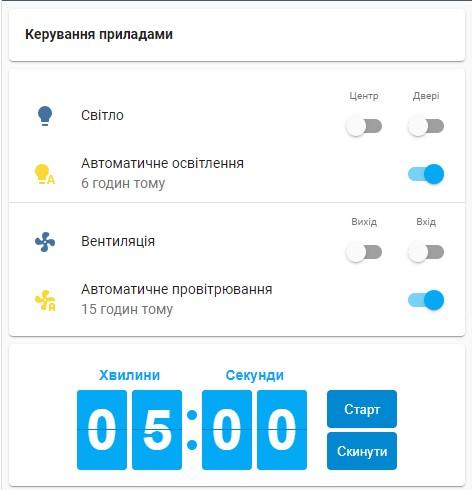 Керування приладами
Центр Двері
Світло
Автоматичне освітлення
6 годин тому
Вихід Вхід
Вентиляція
Автоматичне провітрювання
15 годин тому
Хвилини Секунди
05:00
Старт
Скинути